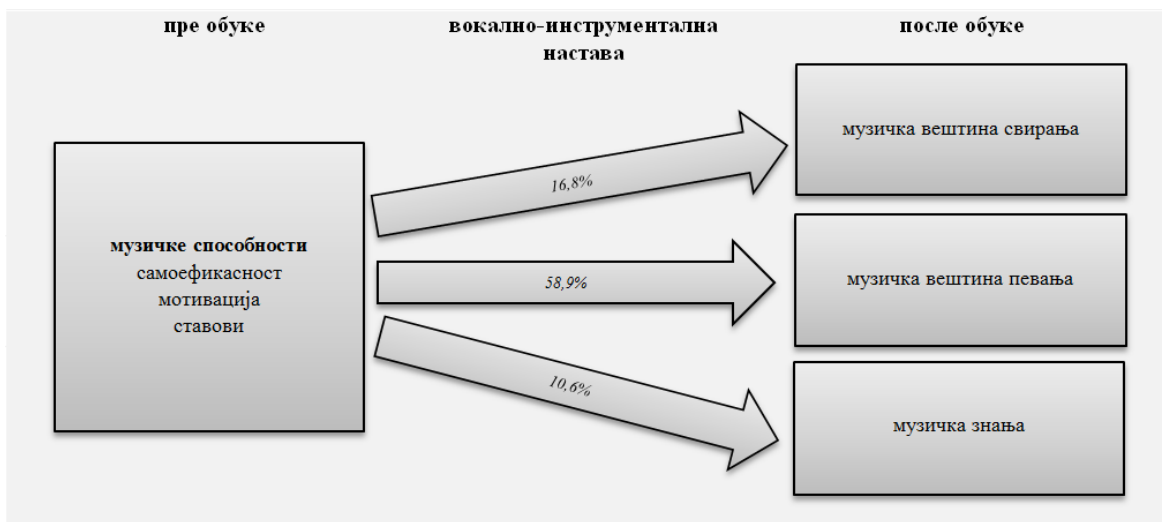 пре обуке
вокално-инструментална
настава
после обуке
музичке способности
самоефикасност
мотивација
ставови
16,8%
58,9%
10,6%
музичка вештина свирања
музичка вештина певања
музичка знања